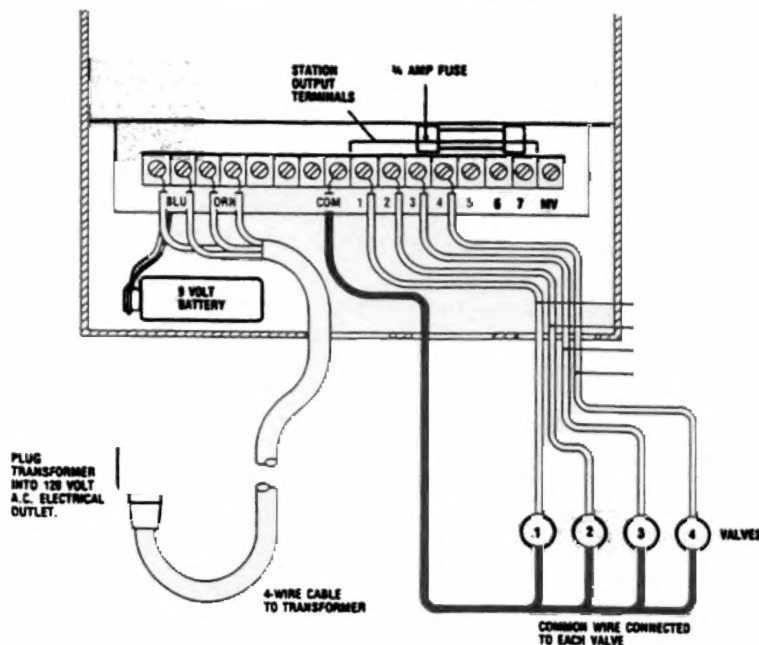 STATION
OUTPUT
TERMINALS
¾ AMP FUSE
BLU ORN COM 1 2 3 4 5 6 7 MV
9 VOLT
BATTERY
PLUG
TRANSFORMER
INTO 120 VOLT
A.C. ELECTRICAL
OUTLET.
1 2 3 4 VALVES
4-WIRE CABLE
TO TRANSFORMER
COMMON WIRE CONNECTED
TO EACH VALVE